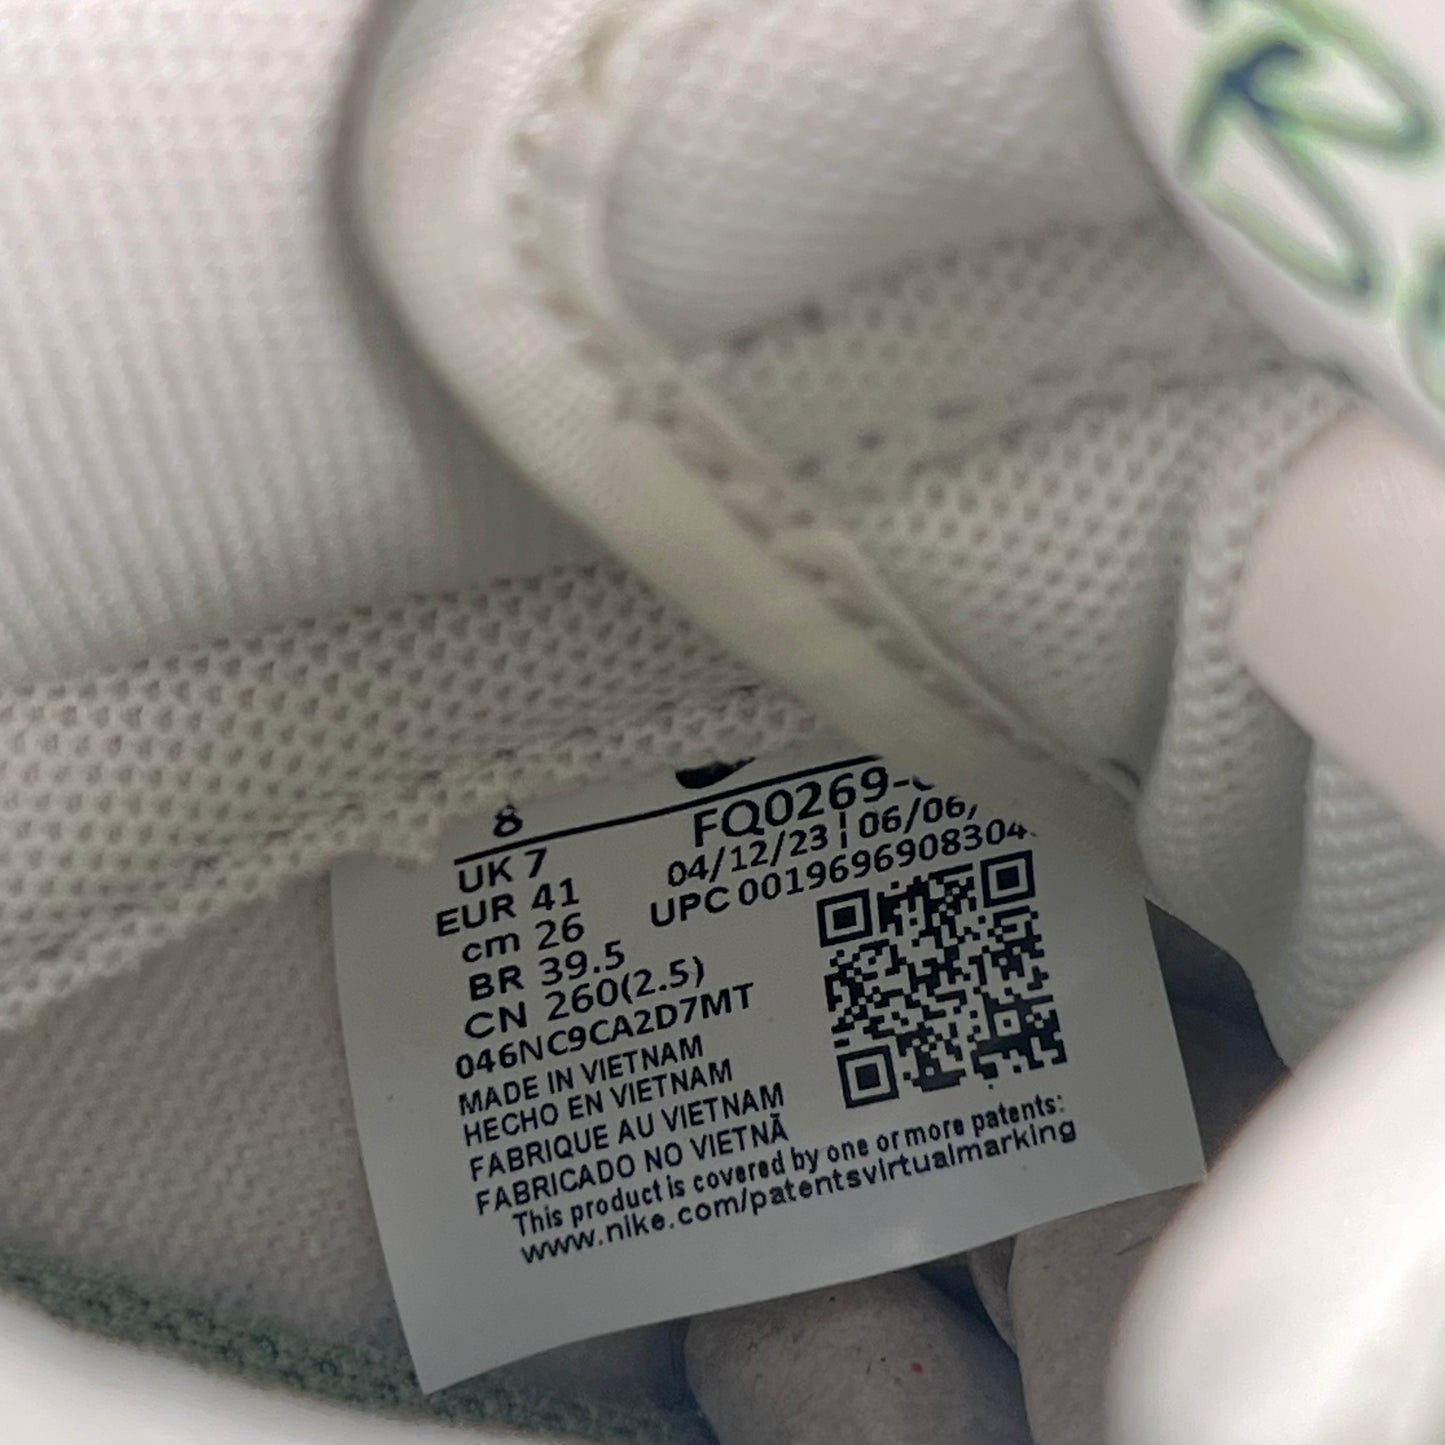 8
UK 7
EUR 41
cm 26
BR 39.5
CN 260(2.5)
046NC9CA2D7MT
FQ0269-
04/12/23 | 06/06/
UPC 0019696908304
MADE IN VIETNAM
HECHO EN VIETNAM
FABRIQUE AU VIETNAM
FABRICADO NO VIETNÃ
This product is covered by one or more patents:
www.nike.com/patentsvirtualmarking